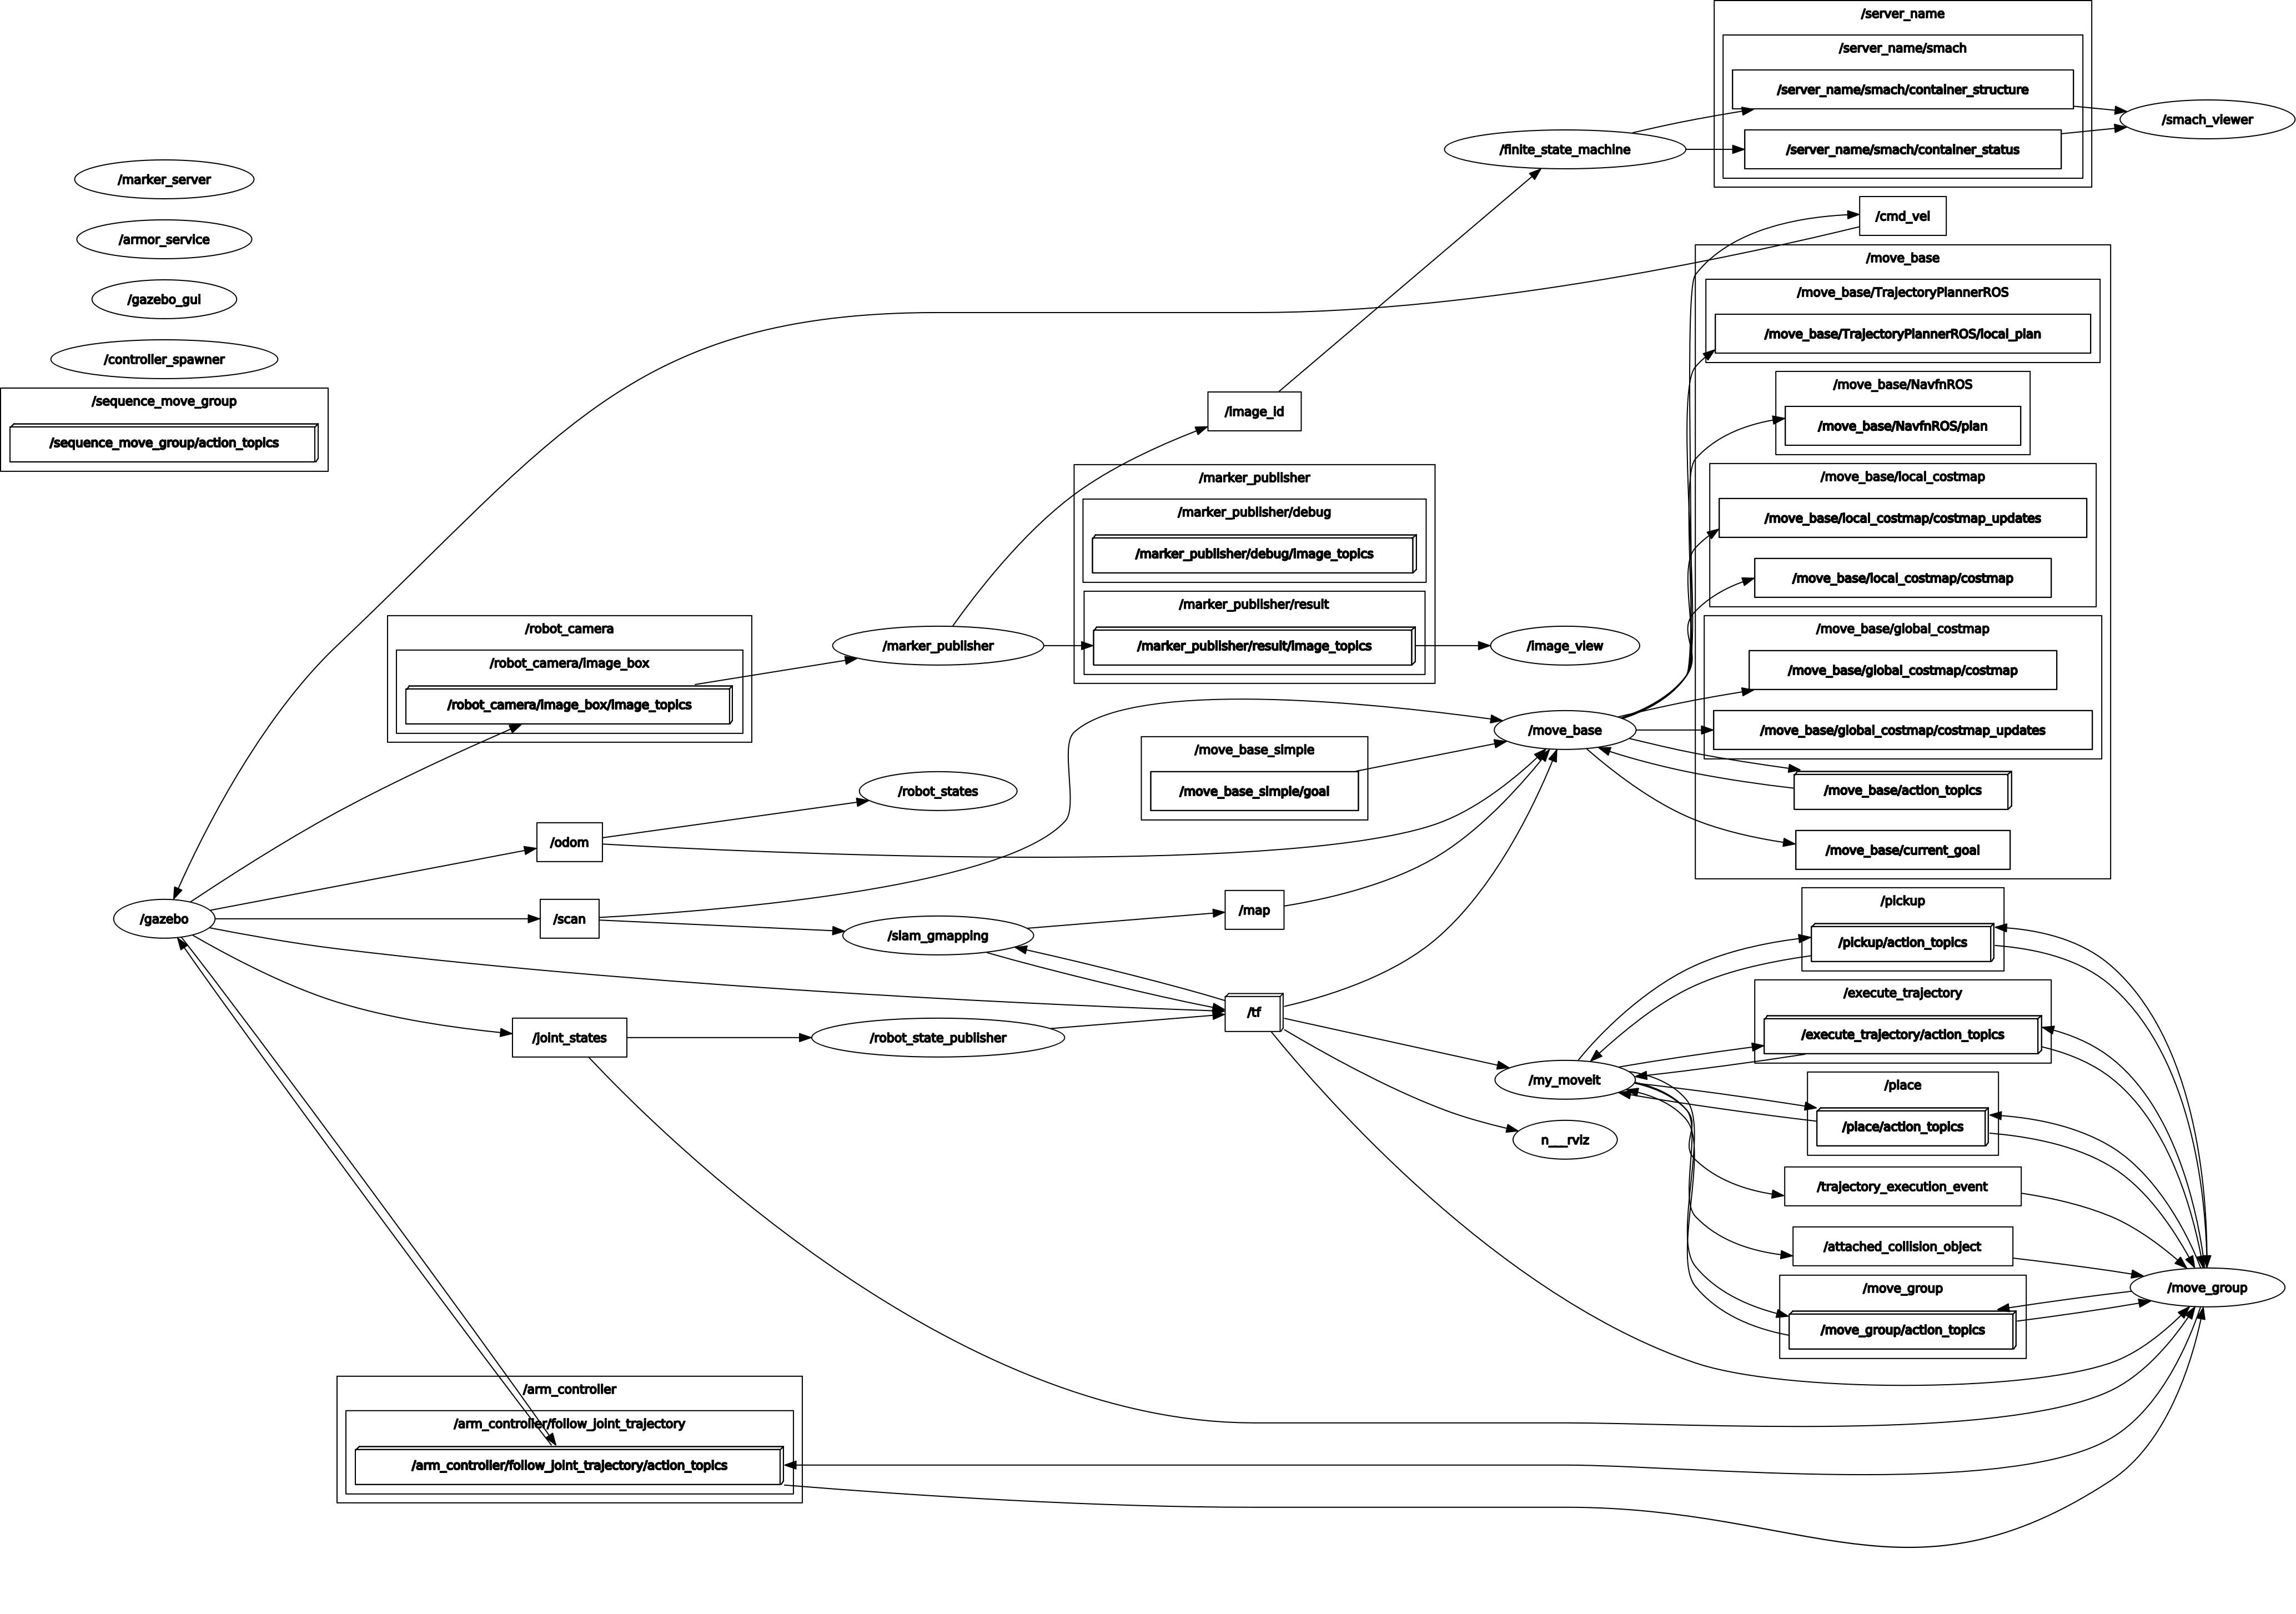 /server_name
/server_name/smach
/server_name/smach/container_structure
/smach_viewer
/finite_state_machine
/server_name/smach/container_status
/marker_server
/armor_service
/gazebo_gui
/controller_spawner
/sequence_move_group
/sequence_move_group/action_topics
/cmd_vel
/move_base
/move_base/TrajectoryPlannerROS
/move_base/TrajectoryPlannerROS/local_plan
/move_base/NavfnROS
/move_base/NavfnROS/plan
/image_id
/move_base/local_costmap
/move_base/local_costmap/costmap_updates
/move_base/local_costmap/costmap
/marker_publisher
/marker_publisher/debug
/marker_publisher/debug/image_topics
/marker_publisher/result
/marker_publisher/result/image_topics
/image_view
/robot_camera
/robot_camera/image_box
/robot_camera/image_box/image_topics
/marker_publisher
/move_base/global_costmap
/move_base/global_costmap/costmap
/move_base/global_costmap/costmap_updates
/move_base
/move_base_simple
/move_base_simple/goal
/move_base/action_topics
/move_base/current_goal
/robot_states
/odom
/gazebo
/scan
/slam_gmapping
/map
/tf
/joint_states
/robot_state_publisher
/pickup
/pickup/action_topics
/execute_trajectory
/execute_trajectory/action_topics
/my_moveit
/place
/place/action_topics
n___rviz
/trajectory_execution_event
/attached_collision_object
/move_group
/move_group/action_topics
/move_group
/arm_controller
/arm_controller/follow_joint_trajectory
/arm_controller/follow_joint_trajectory/action_topics